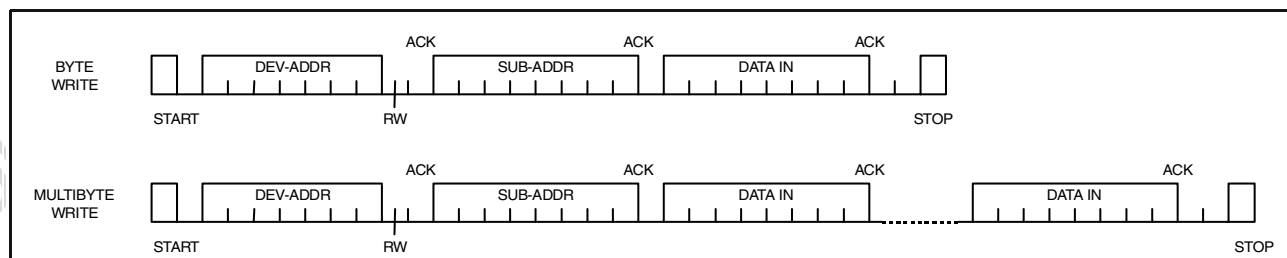 ACK ACK ACK
BYTE WRITE DEV-ADDR SUB-ADDR DATA IN
START RW STOP
ACK ACK ACK ACK
MULTIBYTE WRITE DEV-ADDR SUB-ADDR DATA IN DATA IN
START RW STOP